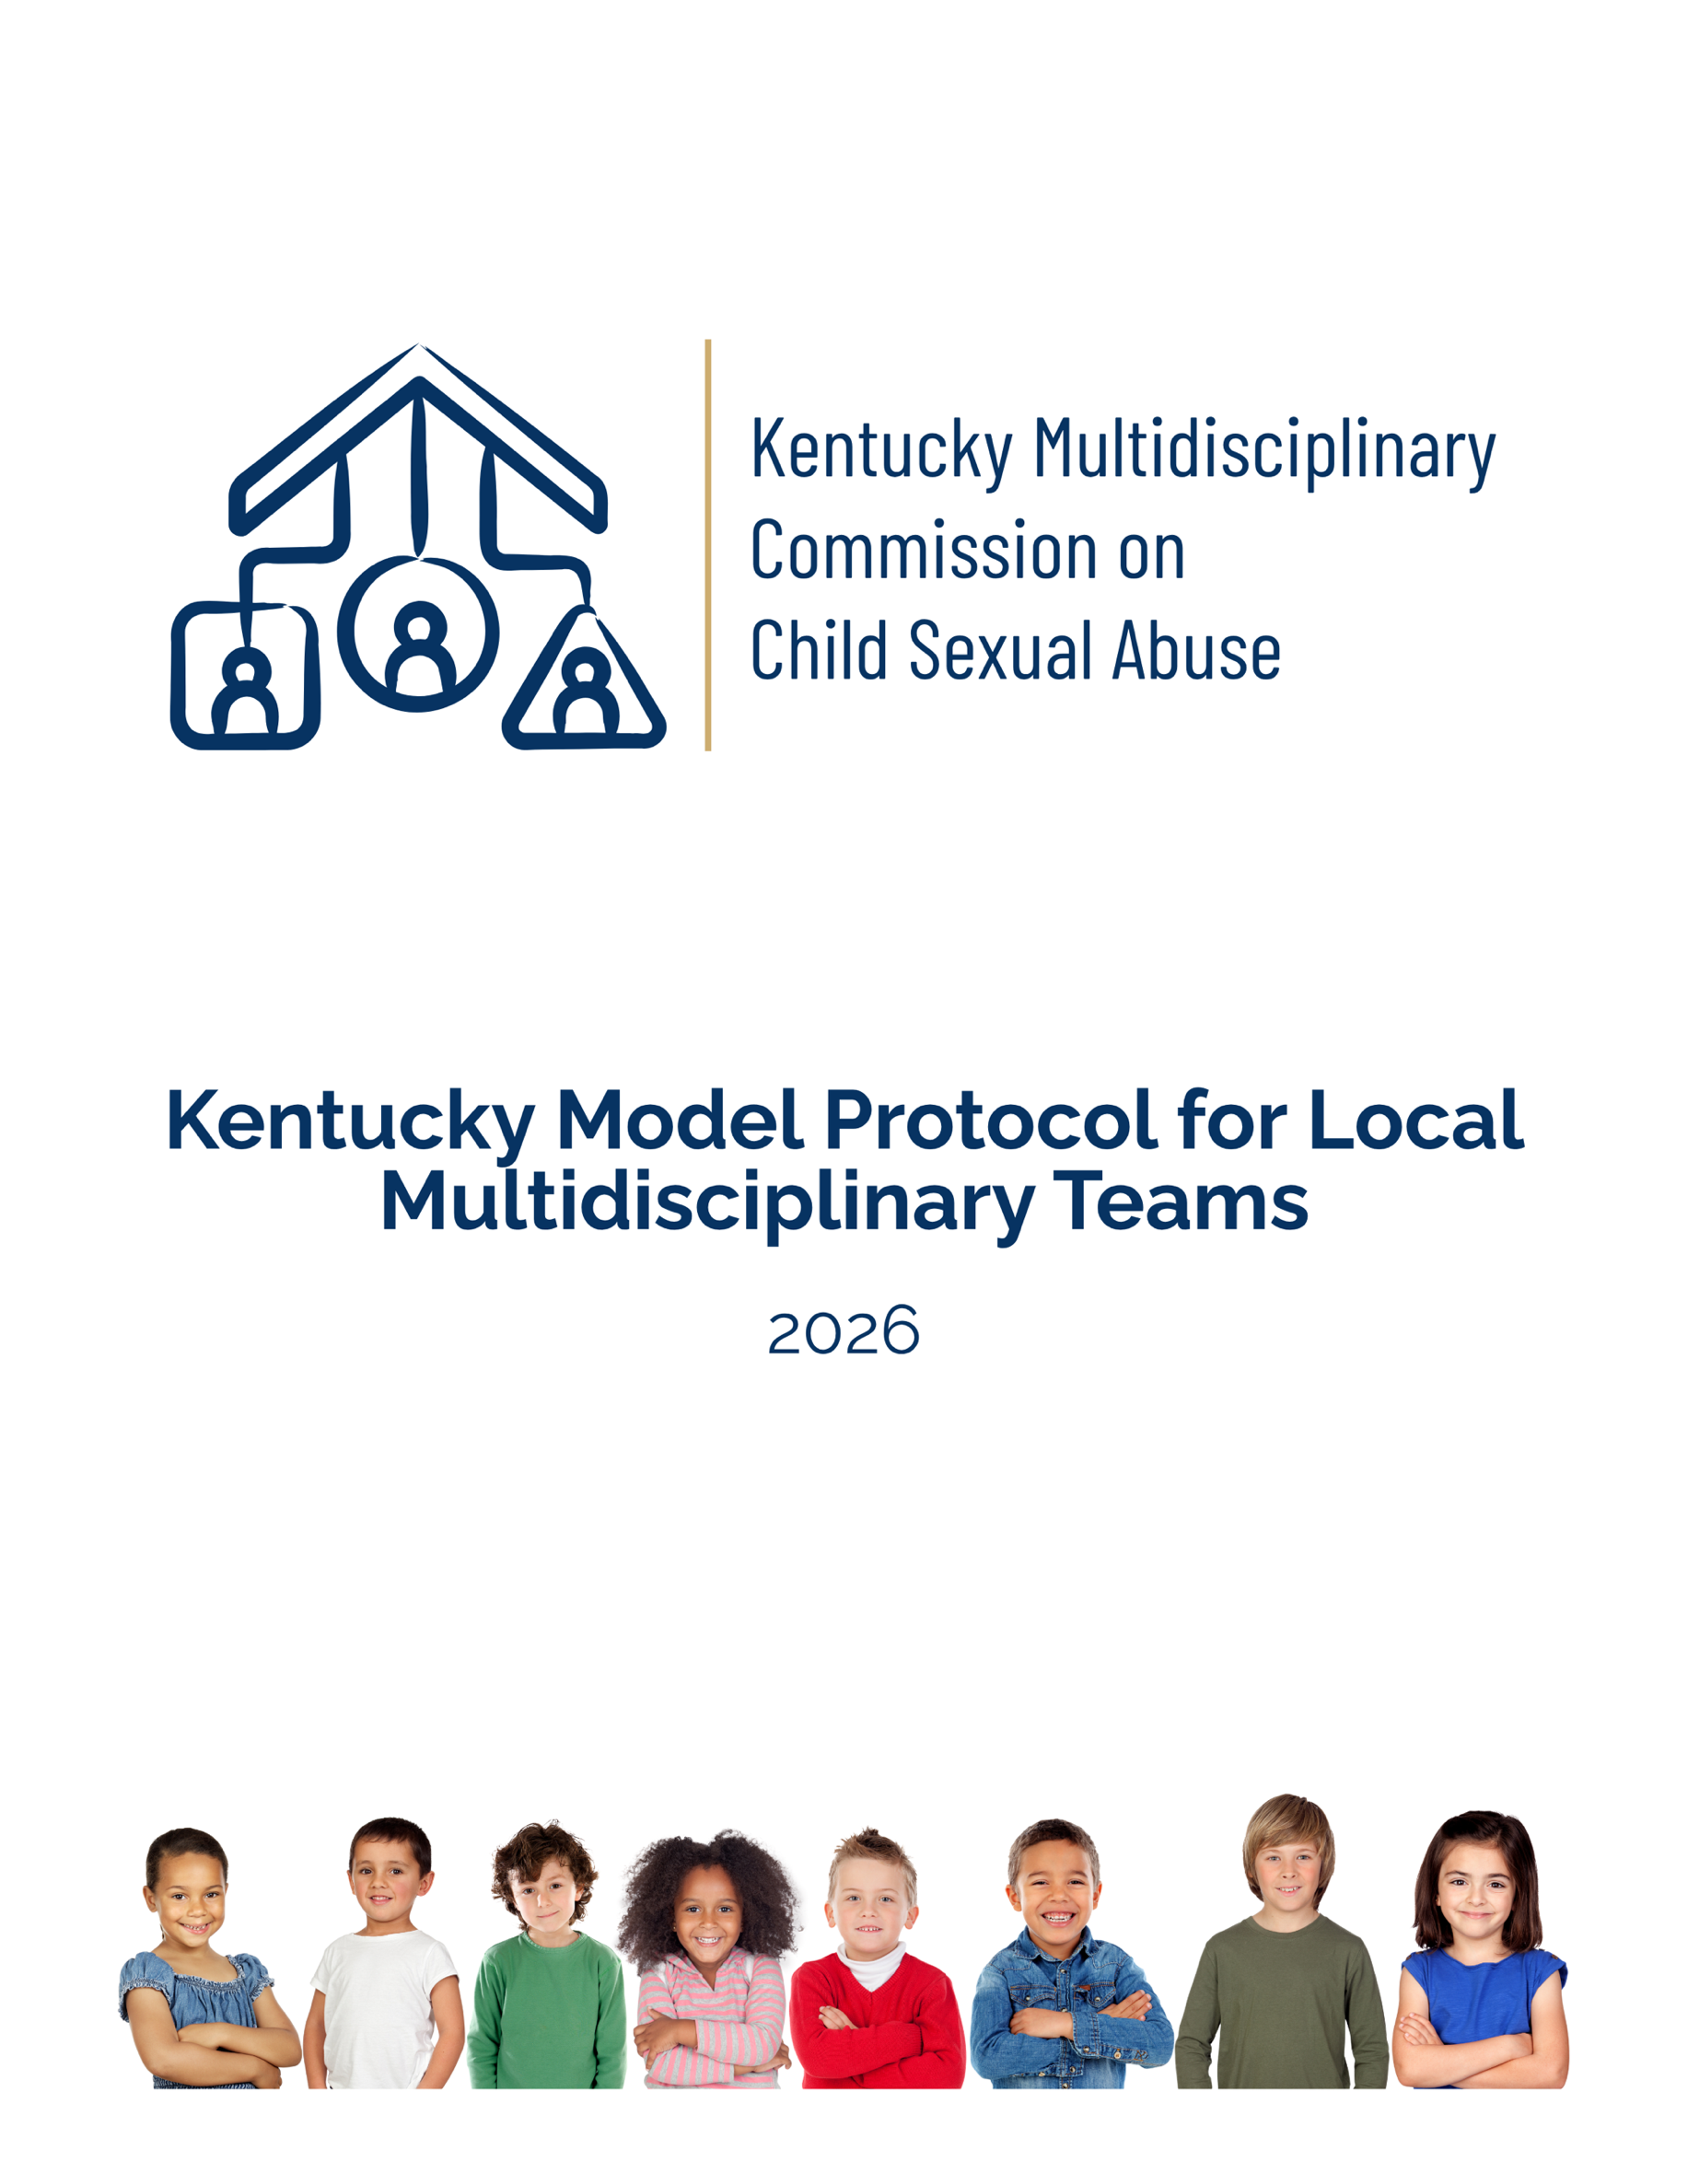 Kentucky Multidisciplinary
Commission on
Child Sexual Abuse
Kentucky Model Protocol for Local
Multidisciplinary Teams
2026